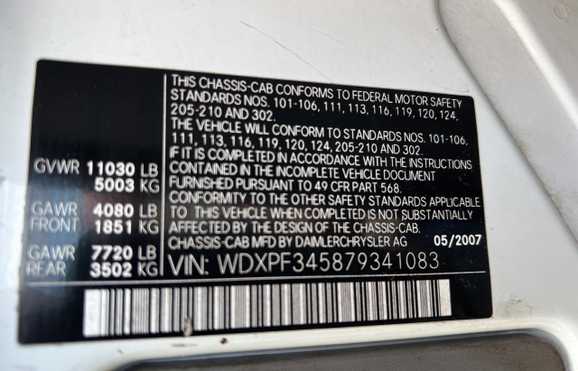 THIS CHASSIS-CAB CONFORMS TO FEDERAL MOTOR SAFETY
STANDARDS NOS. 101-106, 111, 113, 116, 119, 120, 124,
205-210 AND 302.
THE VEHICLE WILL CONFORM TO STANDARDS NOS. 101-106,
111, 113, 116, 119, 120, 124, 205-210 AND 302
IF IT IS COMPLETED IN ACCORDANCE WITH THE INSTRUCTIONS
CONTAINED IN THE INCOMPLETE VEHICLE DOCUMENT
FURNISHED PURSUANT TO 49 CFR PART 568.
CONFORMITY TO THE OTHER SAFETY STANDARDS APPLICABLE
TO THIS VEHICLE WHEN COMPLETED IS NOT SUBSTANTIALLY
AFFECTED BY THE DESIGN OF THE CHASSIS-CAB.
CHASSIS-CAB MFD BY DAIMLERCHRYSLER AG 05/2007
GVWR 11030 LB
5003 KG
GAWR 4080 LB
FRONT 1851 KG
GAWR 7720 LB
REAR 3502 KG
VIN: WDXPF345879341083